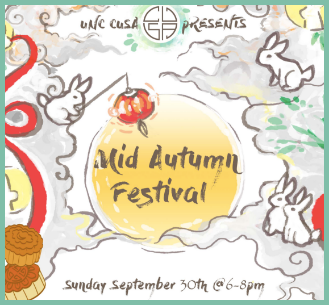 UNC CUSA PRESENTS
Mid Autumn
Festival
Sunday September 30th @6-8pm